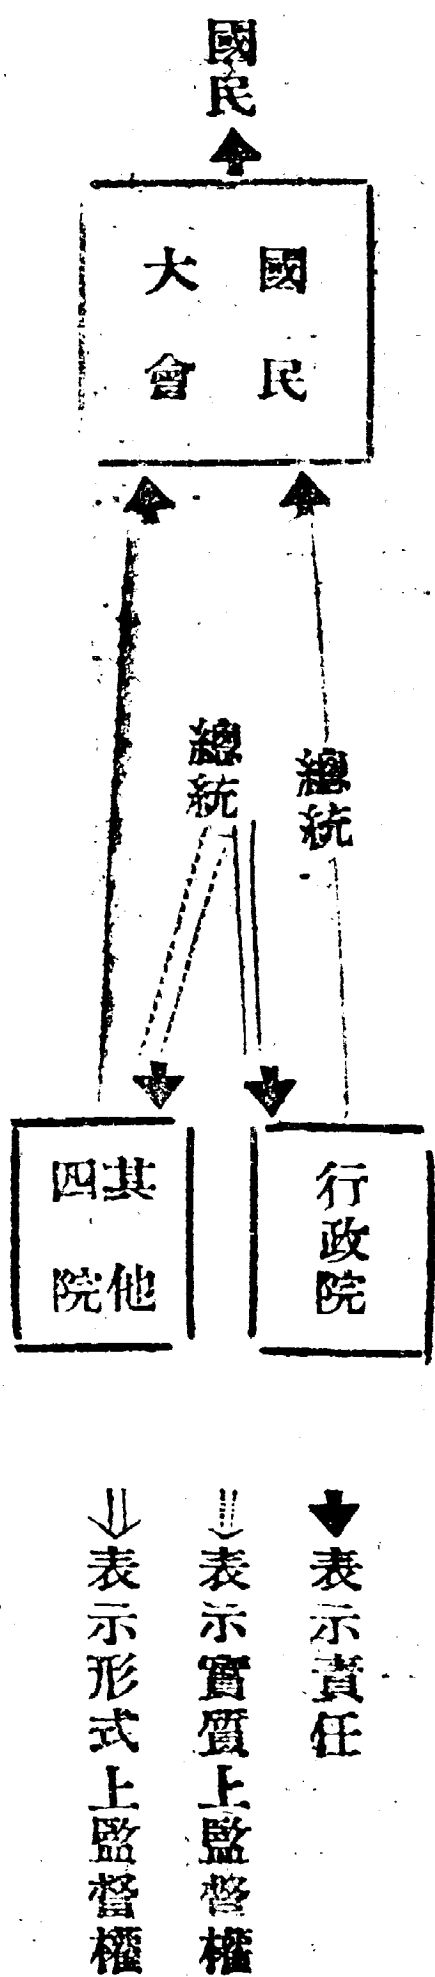 國民
國民
大會
總統
總統
行政院
其他
四院
表示責任
表示實質上監督權
表示形式上監督權